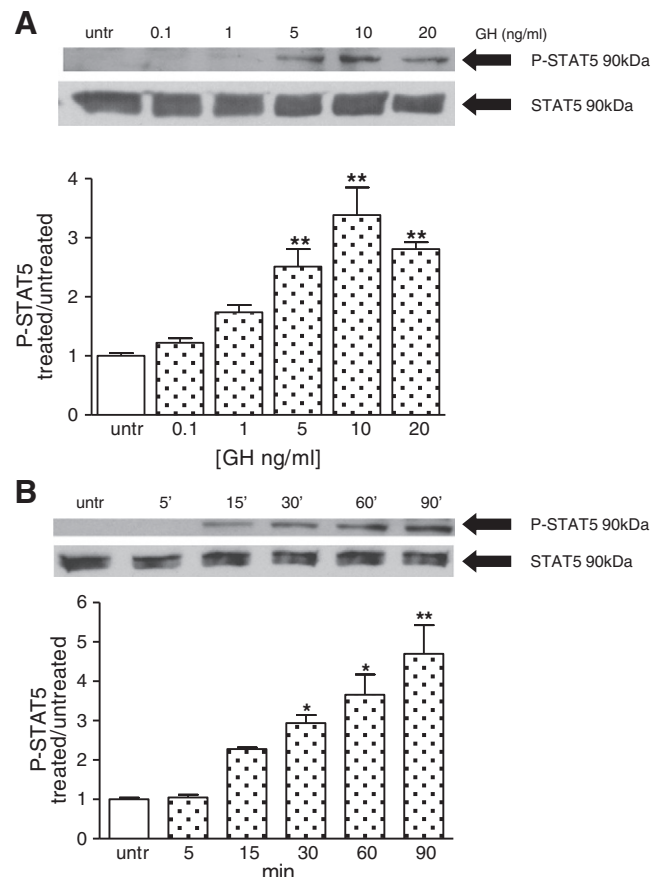 A
untr 0.1 1 5 10 20 GH (ng/ml)
P-STAT5 90kDa
STAT5 90kDa
P-STAT5
treated/untreated
4
3
2
1
0
** ** **
untr 0.1 1 5 10 20
[GH ng/ml]
B
untr 5' 15' 30' 60' 90'
P-STAT5 90kDa
STAT5 90kDa
P-STAT5
treated/untreated
6
5
4
3
2
1
0
* * **
untr 5 15 30 60 90
min